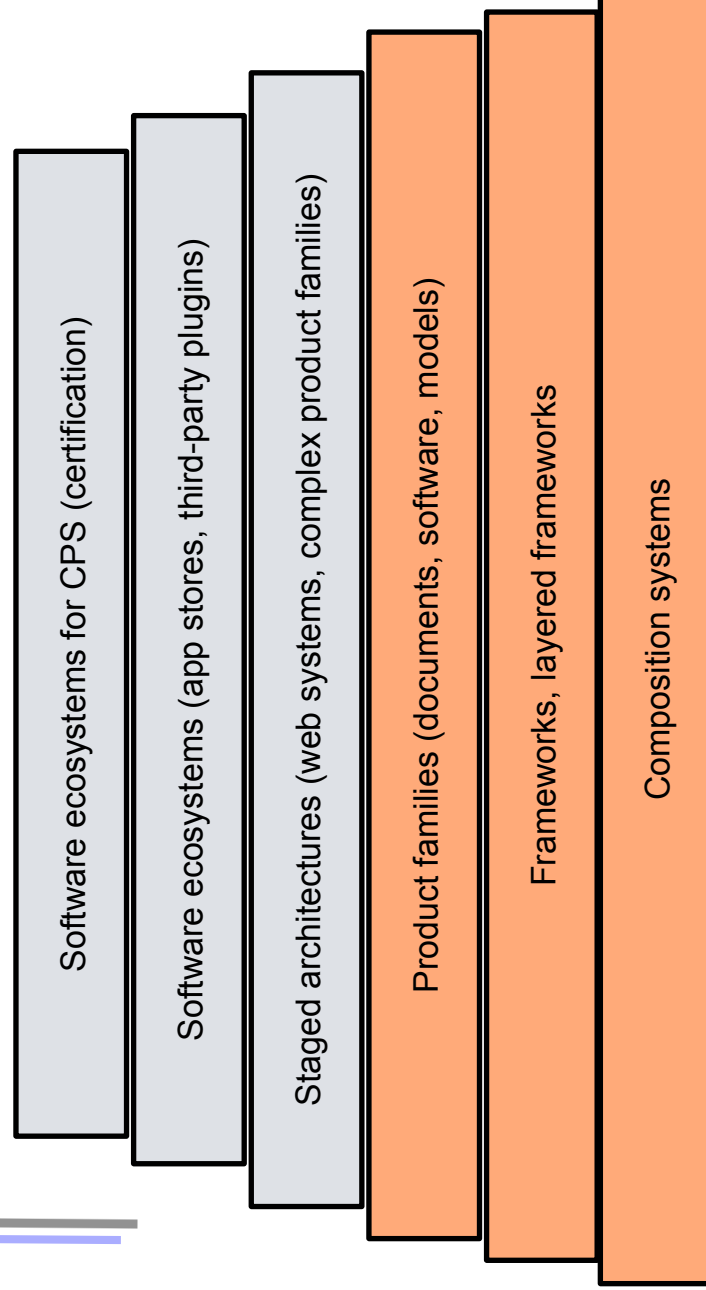 Software ecosystems for CPS (certification)
Software ecosystems (app stores, third-party plugins)
Staged architectures (web systems, complex product families)
Product families (documents, software, models)
Frameworks, layered frameworks
Composition systems